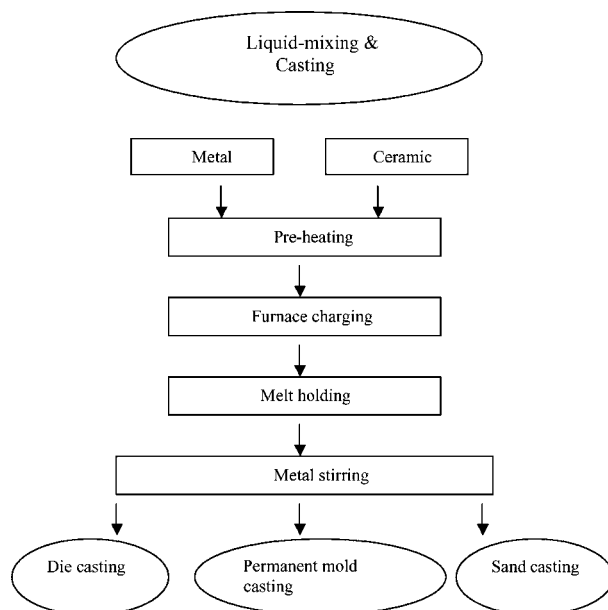 Liquid-mixing &
Casting
Metal
Ceramic
Pre-heating
Furnace charging
Melt holding
Metal stirring
Die casting
Permanent mold
casting
Sand casting